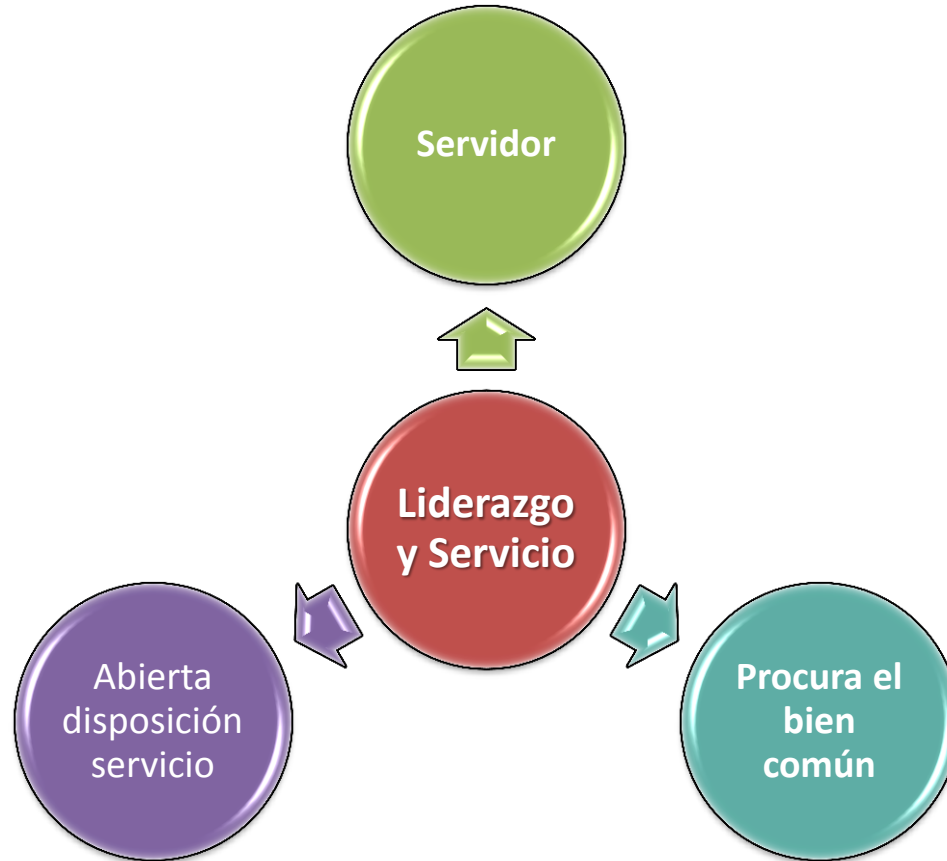 Servidor
Liderazgo
y Servicio
Abierta
disposición
servicio
Procura el
bien
común